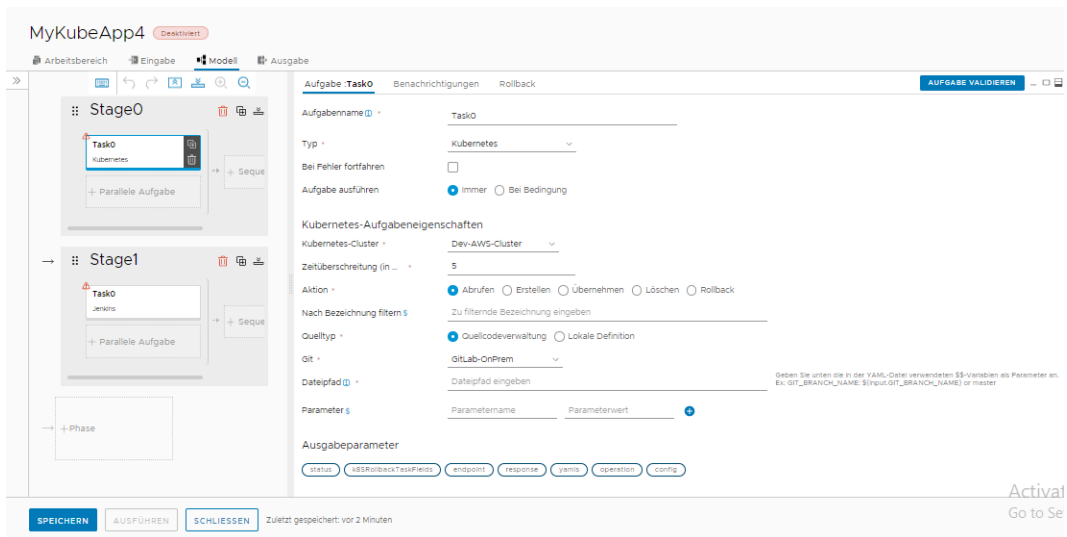 MyKubeApp4 Deaktiviert
Arbeitsbereich Eingabe Modell Ausgabe
Aufgabe :Task0 Benachrichtigungen Rollback AUFGABE VALIDIEREN
Stage0
Task0
Kubernetes
+ Seque
+ Parallele Aufgabe
Stage1
Task0
Jenkins
+ Seque
+ Parallele Aufgabe
+Phase
Aufgabenname * Task0
Typ * Kubernetes
Bei Fehler fortfahren
Aufgabe ausführen Immer Bei Bedingung
Kubernetes-Aufgabeneigenschaften
Kubernetes-Cluster * Dev-AWS-Cluster
Zeitüberschreitung (in ... * 5
Aktion * Abrufen Erstellen Übernehmen Löschen Rollback
Nach Bezeichnung filtern $ Zu filternde Bezeichnung eingeben
Quelltyp * Quellcodeverwaltung Lokale Definition
Git * GitLab-OnPrem
Dateipfad * Dateipfad eingeben
Geben Sie unten die in der YAML-Datei verwendeten $$-Variablen als Parameter an.
Ex: GIT_BRANCH_NAME: ${input.GIT_BRANCH_NAME} or master
Parameter $ Parametername Parameterwert
Ausgabeparameter
status k8SRollbackTaskFields endpoint response yamls operation config
Activat
Go to Se
SPEICHERN AUSFÜHREN SCHLIESSEN Zuletzt gespeichert: vor 2 Minuten